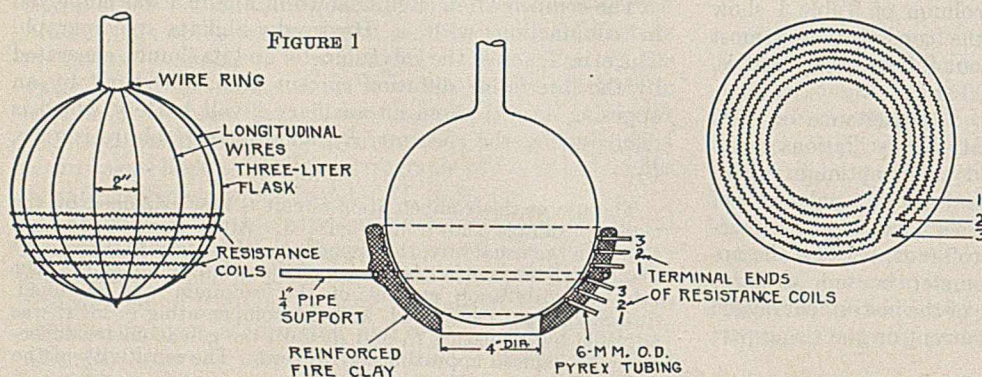 FIGURE 1
WIRE RING
LONGITUDINAL
WIRES
THREE-LITER
FLASK
2"
RESISTANCE
COILS
1/4" PIPE
SUPPORT
REINFORCED
FIRE CLAY
4" DIA.
3
2
1
3
2
1
TERMINAL ENDS
OF RESISTANCE COILS
6-MM. O.D.
PYREX TUBING
1
2
3